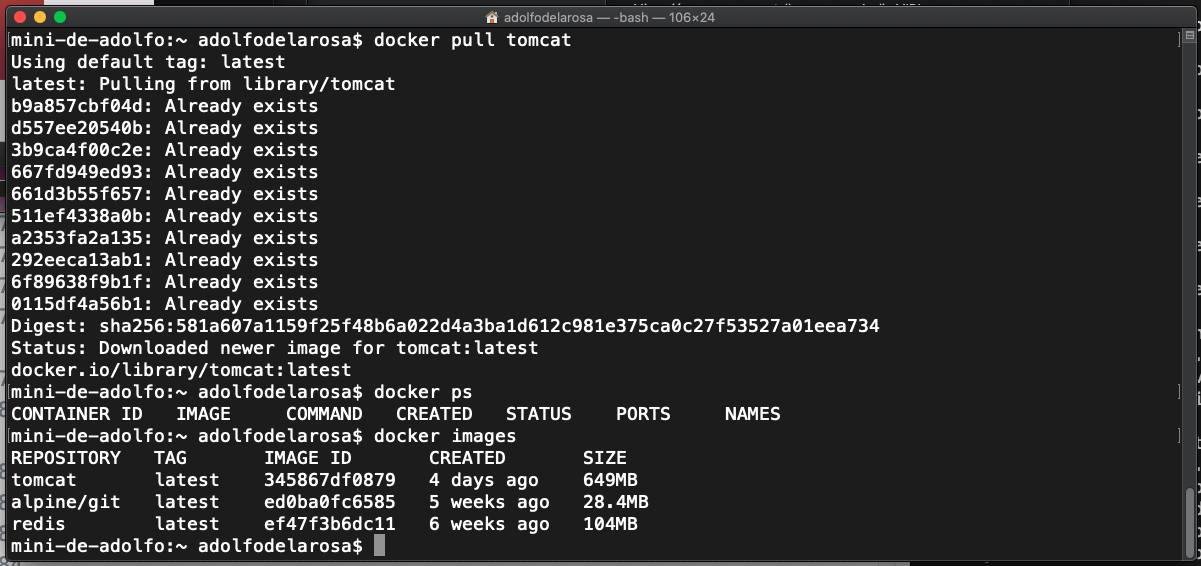 adolfodelarosa — -bash — 106×24
mini-de-adolfo:~ adolfodelarosa$ docker pull tomcat
Using default tag: latest
latest: Pulling from library/tomcat
b9a857cbf04d: Already exists
d557ee20540b: Already exists
3b9ca4f00c2e: Already exists
667fd949ed93: Already exists
661d3b55f657: Already exists
511ef4338a0b: Already exists
a2353fa2a135: Already exists
292eeca13ab1: Already exists
6f89638f9b1f: Already exists
0115df4a56b1: Already exists
Digest: sha256:581a607a1159f25f48b6a022d4a3ba1d612c981e375ca0c27f53527a01eea734
Status: Downloaded newer image for tomcat:latest
docker.io/library/tomcat:latest
mini-de-adolfo:~ adolfodelarosa$ docker ps
CONTAINER ID   IMAGE     COMMAND   CREATED   STATUS    PORTS     NAMES
mini-de-adolfo:~ adolfodelarosa$ docker images
REPOSITORY   TAG       IMAGE ID       CREATED       SIZE
tomcat       latest    345867df0879   4 days ago    649MB
alpine/git   latest    ed0ba0fc6585   5 weeks ago   28.4MB
redis        latest    ef47f3b6dc11   6 weeks ago   104MB
mini-de-adolfo:~ adolfodelarosa$